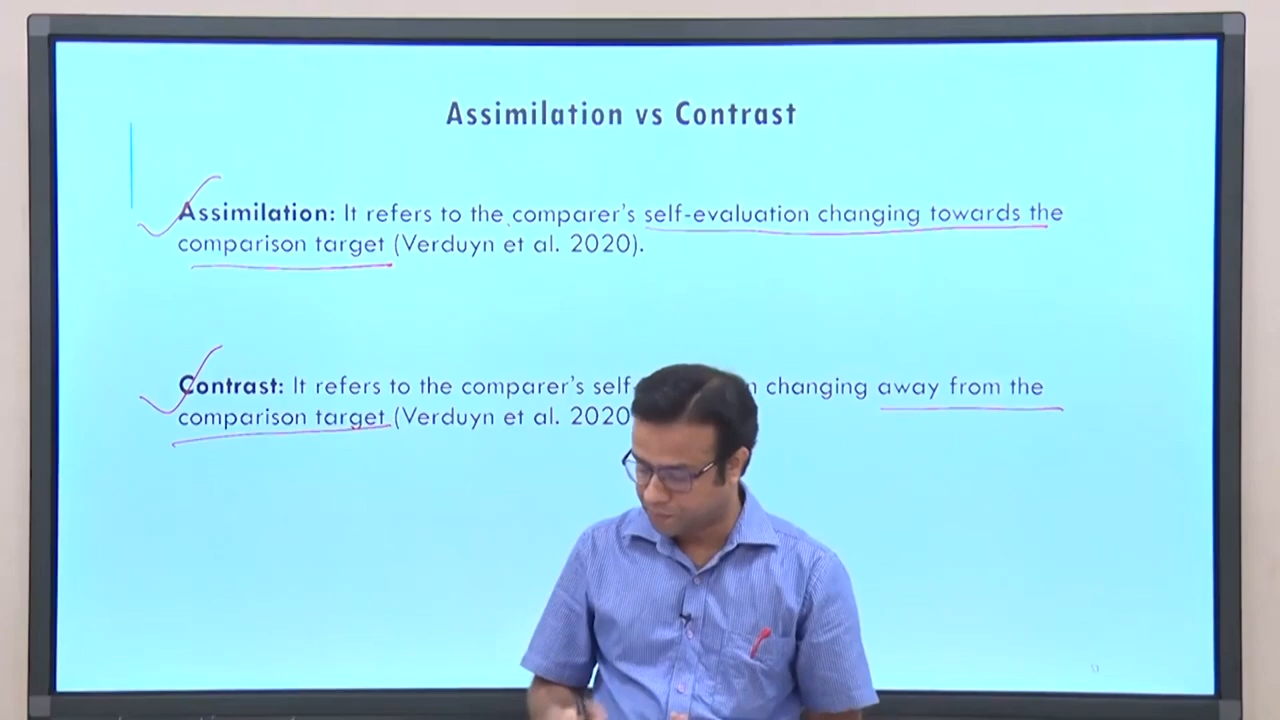 Assimilation vs Contrast
Assimilation: It refers to the comparer's self-evaluation changing towards the
comparison target (Verduyn et al. 2020).
Contrast: It refers to the comparer's self- changing away from the
comparison target (Verduyn et al. 2020